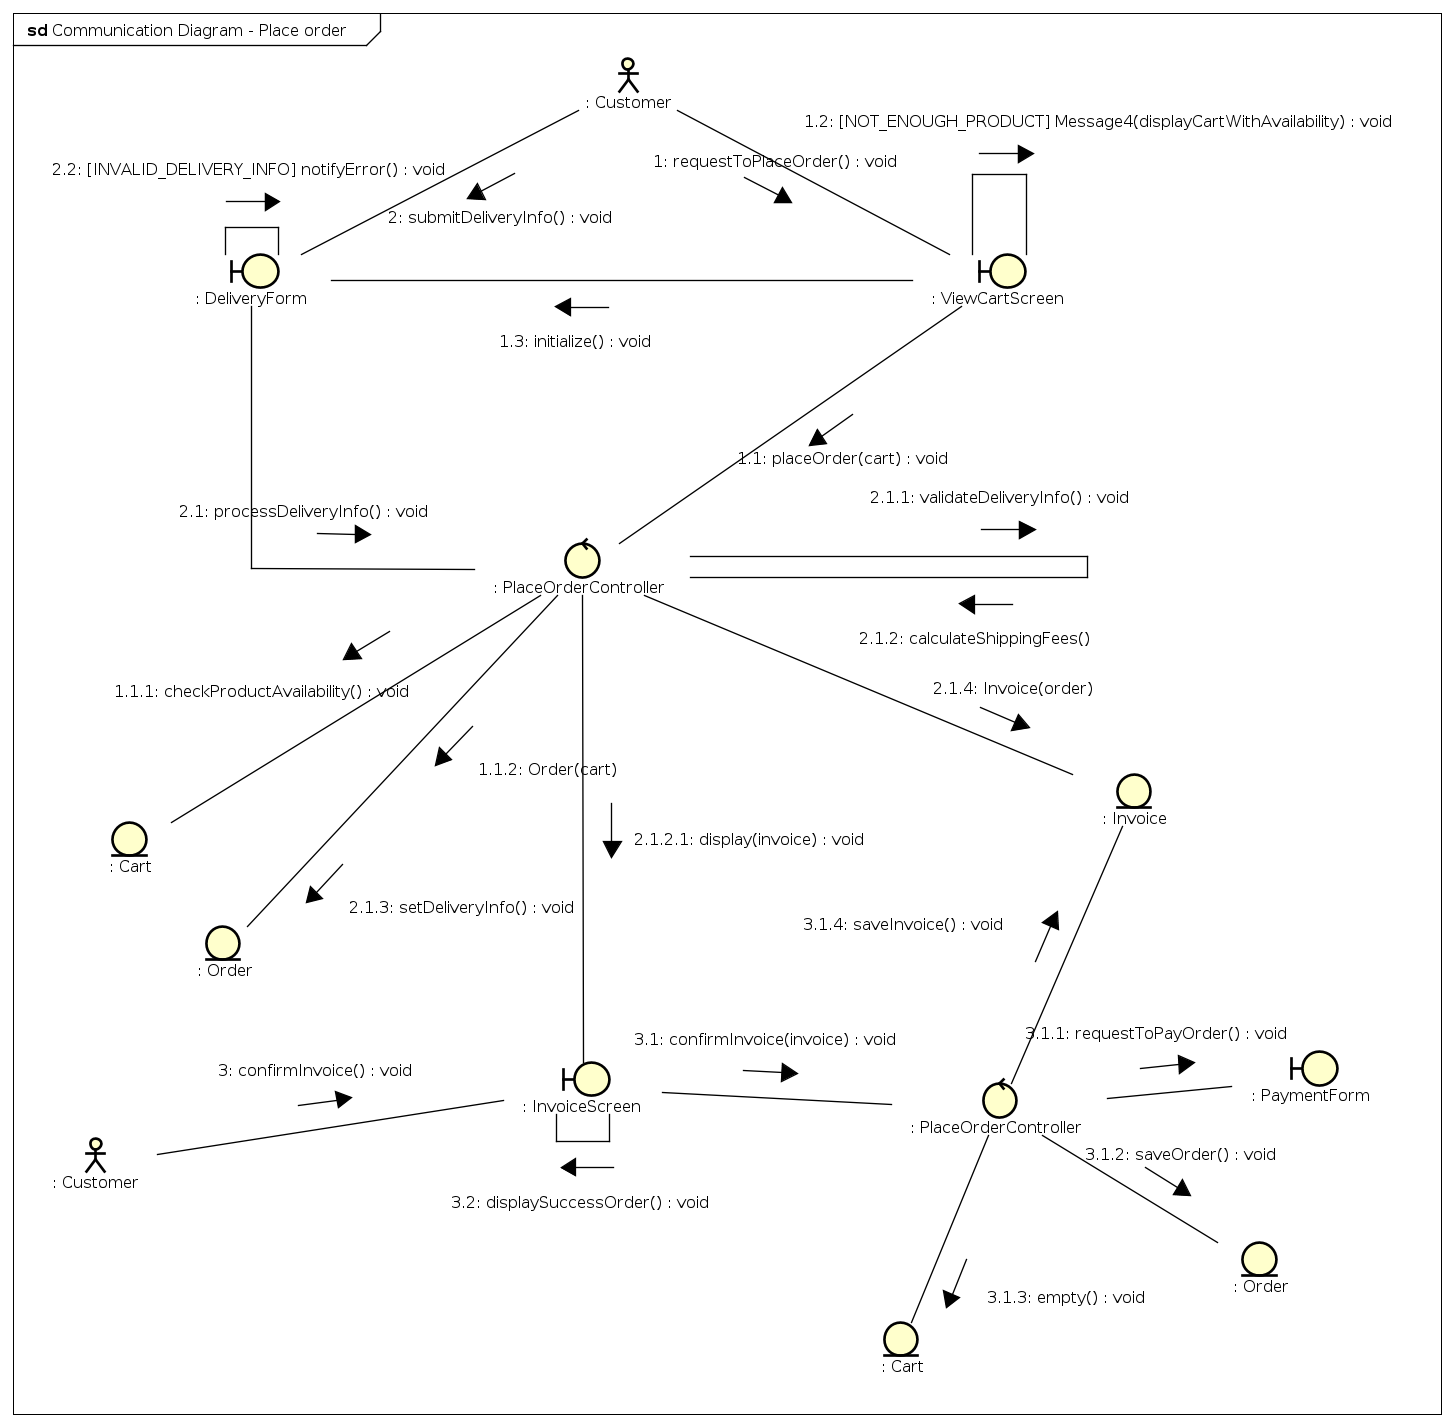 sd Communication Diagram - Place order
: Customer
1.2: [NOT_ENOUGH_PRODUCT] Message4(displayCartWithAvailability) : void
2.2: [INVALID_DELIVERY_INFO] notifyError() : void
1: requestToPlaceOrder() : void
2: submitDeliveryInfo() : void
: DeliveryForm
: ViewCartScreen
1.3: initialize() : void
1.1: placeOrder(cart) : void
2.1.1: validateDeliveryInfo() : void
2.1: processDeliveryInfo() : void
: PlaceOrderController
2.1.2: calculateShippingFees()
1.1.1: checkProductAvailability() : void
2.1.4: Invoice(order)
1.1.2: Order(cart)
: Invoice
2.1.2.1: display(invoice) : void
: Cart
2.1.3: setDeliveryInfo() : void
3.1.4: saveInvoice() : void
: Order
3.1.1: requestToPayOrder() : void
3.1: confirmInvoice(invoice) : void
3: confirmInvoice() : void
: PaymentForm
: InvoiceScreen
: PlaceOrderController
3.1.2: saveOrder() : void
: Customer
3.2: displaySuccessOrder() : void
: Order
3.1.3: empty() : void
: Cart